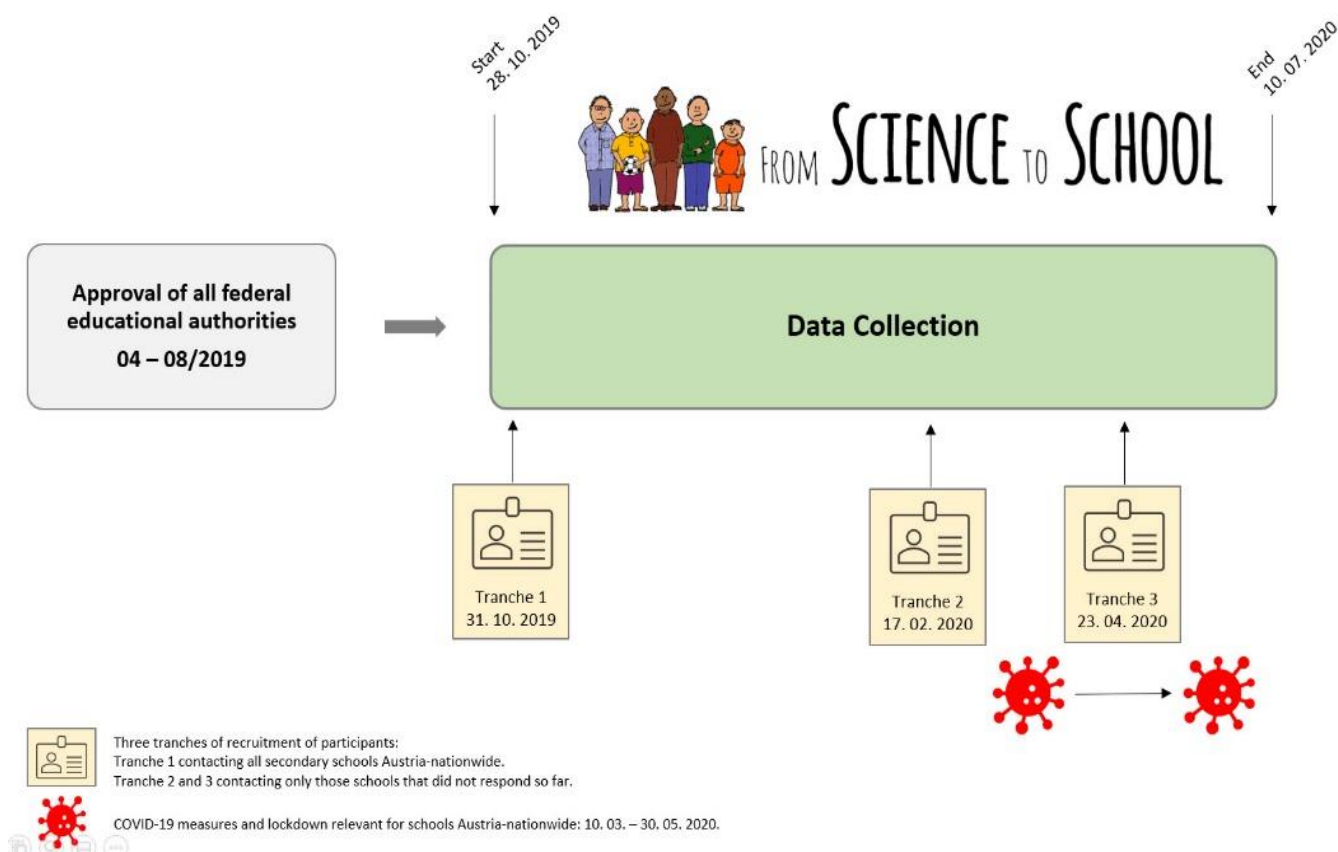 Start
28. 10. 2019
End
10. 07. 2020
FROM SCIENCE TO SCHOOL
Approval of all federal
educational authorities
04 – 08/2019
Data Collection
Tranche 1
31. 10. 2019
Tranche 2
17. 02. 2020
Tranche 3
23. 04. 2020
Three tranches of recruitment of participants:
Tranche 1 contacting all secondary schools Austria-nationwide.
Tranche 2 and 3 contacting only those schools that did not respond so far.
COVID-19 measures and lockdown relevant for schools Austria-nationwide: 10. 03. – 30. 05. 2020.